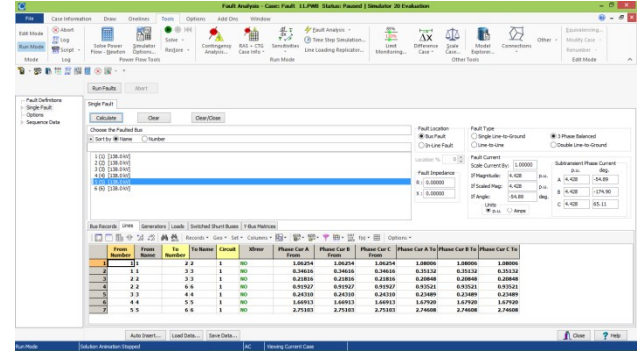 Fault Analysis - Case: Fault 11.PWB Status: Paused | Simulator 20 Evaluation
File Case Information Draw Onelines Tools Options Add Ons Window
Edit Mode
Run Mode
Mode
Abort
Log
Script
Log
Solve Power Flow - Newton
Simulator Options...
Solve
Restore
Power Flow Tools
Contingency Analysis...
RAS + CTG Case Info
Sensitivities
Fault Analysis...
Time Step Simulation...
Line Loading Replicator...
Run Mode
Limit Monitoring...
Difference Case
Scale Case
Model Explorer...
Connections
Other
Other Tools
Equivalencing...
Modify Case
Renumber
Edit Mode
Fault Definitions
Single Fault
Options
Sequence Data
Run Faults Abort
Single Fault
Calculate Clear Clear/Close
Choose the Faulted Bus
Sort by Name Number
1 (1) [138.0 kV]
2 (2) [138.0 kV]
3 (3) [138.0 kV]
4 (4) [138.0 kV]
6 (6) [138.0 kV]
Fault Location
Bus Fault
In-Line Fault
Location % 0
Fault Impedance
R: 0.00000
X: 0.00000
Fault Type
Single Line-to-Ground 3 Phase Balanced
Line-to-Line Double Line-to-Ground
Fault Current
Scale Current By: 1.00000
If Magnitude: 4.428 p.u.
If Scaled Mag: 4.428 p.u.
If Angle: -54.89 deg.
Units
p.u. Amps
Subtransient Phase Current
p.u. deg.
A 4.428 -54.89
B 4.428 -174.90
C 4.428 65.11
Bus Records Lines Generators Loads Switched Shunt Buses Y-Bus Matrices
Records Geo Set Columns Options
From Number From Name To Number To Name Circuit Xfrmr Phase Cur A From Phase Cur B From Phase Cur C From Phase Cur A To Phase Cur B To Phase Cur C To
1 1 1 2 2 1 NO 1.06254 1.06254 1.06254 1.08006 1.08006 1.08006
2 1 1 3 3 1 NO 0.34616 0.34616 0.34616 0.35132 0.35132 0.35132
3 2 2 3 3 1 NO 0.21816 0.21816 0.21816 0.20848 0.20848 0.20848
4 2 2 6 6 1 NO 0.91927 0.91927 0.91927 0.93521 0.93521 0.93521
5 3 3 4 4 1 NO 0.24310 0.24310 0.24310 0.23489 0.23489 0.23489
6 4 4 5 5 1 NO 1.66913 1.66913 1.66913 1.67920 1.67920 1.67920
7 5 5 6 6 1 NO 2.75103 2.75103 2.75103 2.74608 2.74608 2.74608
Auto Insert... Load Data... Save Data... Close Help
Run Mode Solution Animation Stopped AC Viewing Current Case